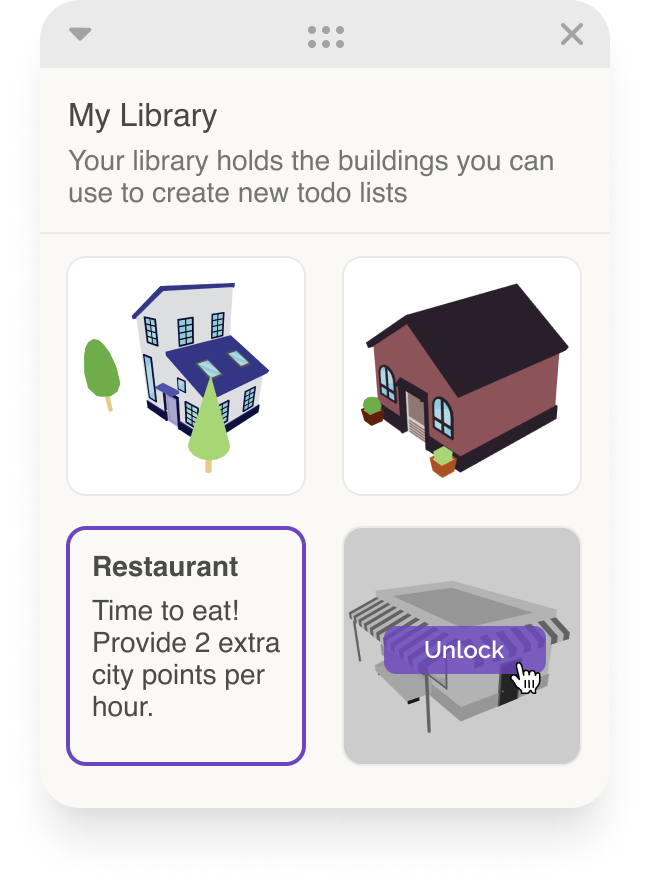 My Library
Your library holds the buildings you can
use to create new todo lists
Restaurant
Time to eat!
Provide 2 extra
city points per
hour.
Unlock